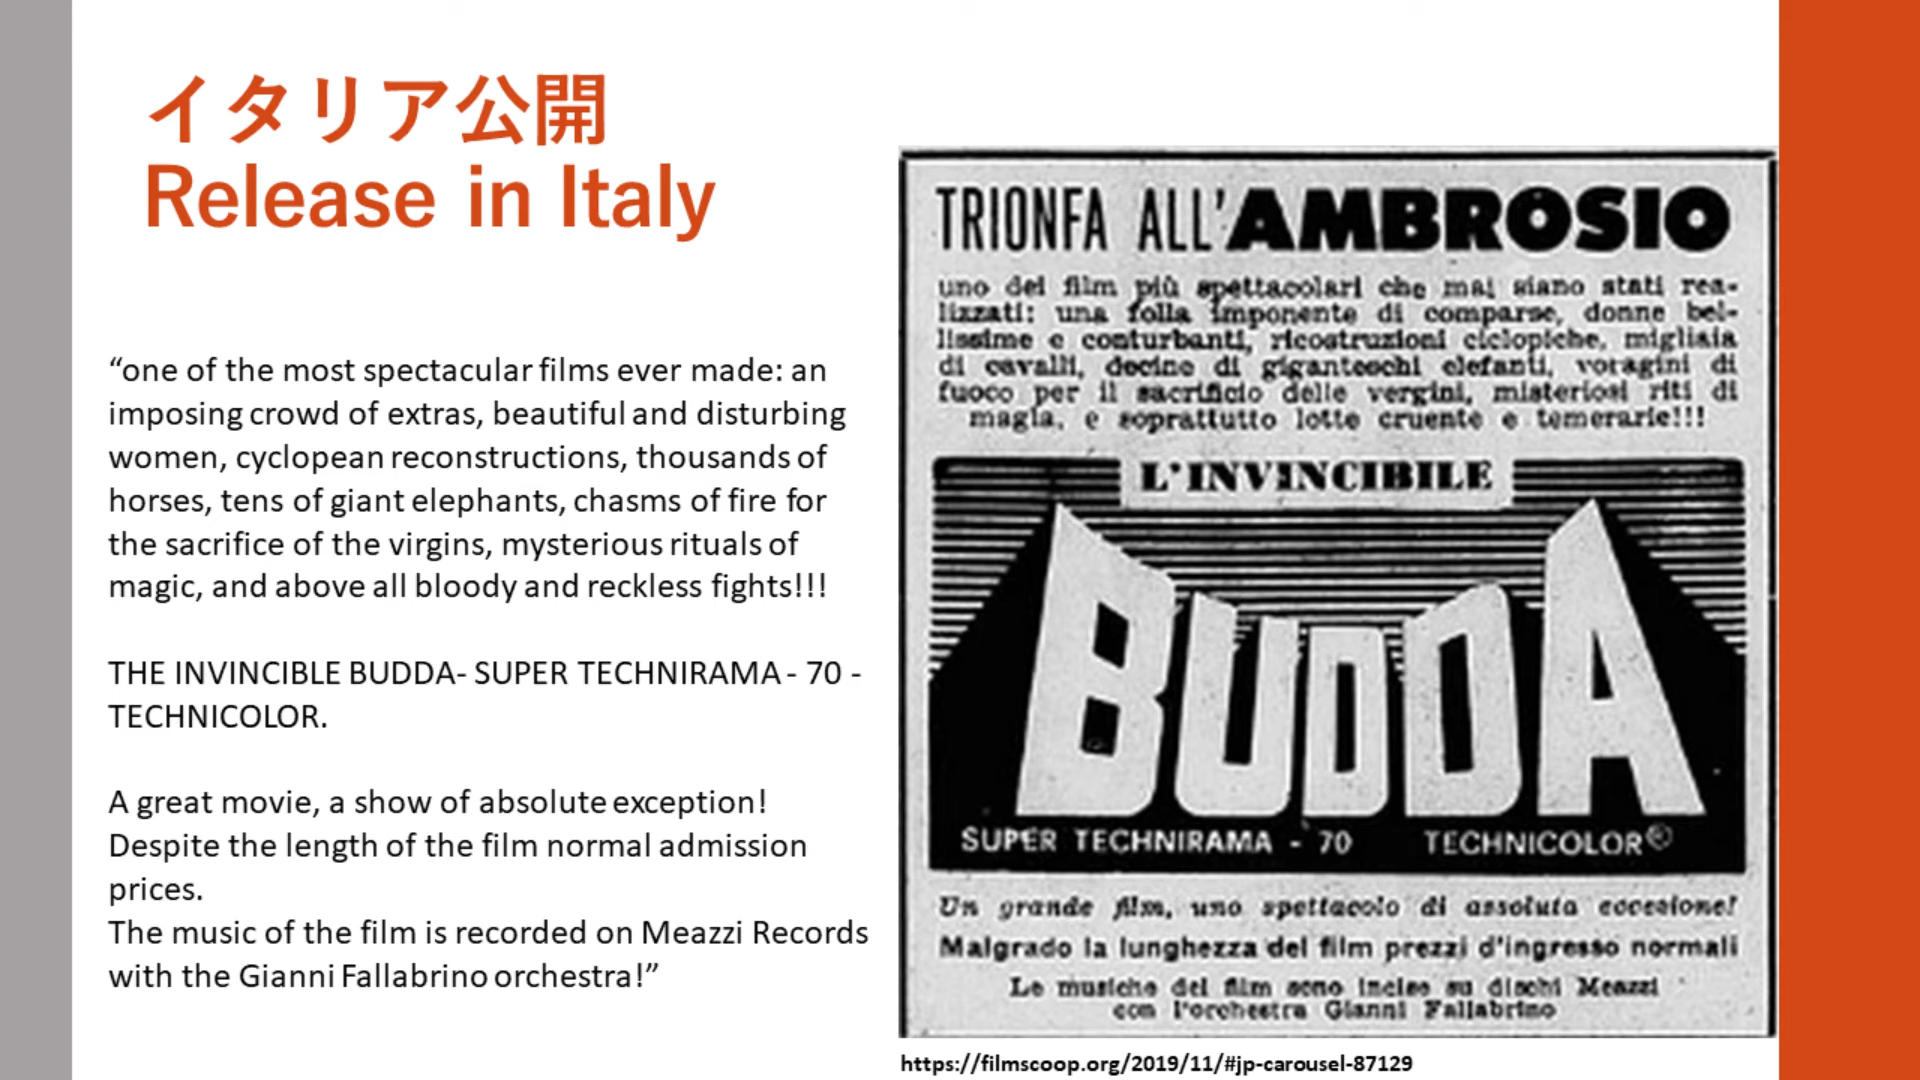 イタリア公開
Release in Italy
“one of the most spectacular films ever made: an
imposing crowd of extras, beautiful and disturbing
women, cyclopean reconstructions, thousands of
horses, tens of giant elephants, chasms of fire for
the sacrifice of the virgins, mysterious rituals of
magic, and above all bloody and reckless fights!!!
THE INVINCIBLE BUDDA- SUPER TECHNIRAMA - 70 -
TECHNICOLOR.
A great movie, a show of absolute exception!
Despite the length of the film normal admission
prices.
The music of the film is recorded on Meazzi Records
with the Gianni Fallabrino orchestra!”
TRIONFA ALL'AMBROSIO
uno dei film più spettacolari che mai siano stati rea-
lizzati: una folla imponente di comparse, donne bel-
lissime e conturbanti, ricostruzioni ciclopiche, migliaia
di cavalli, decine di giganteschi elefanti, voragini di
fuoco per il sacrificio delle vergini, misteriosi riti di
magia, e soprattutto lotte cruente e temerarie!!!
L'INVINCIBILE
BUDDA
SUPER TECHNIRAMA - 70 TECHNICOLOR®
Un grande film, uno spettacolo di assoluta eccezione!
Malgrado la lunghezza del film prezzi d'ingresso normali
Le musiche del film sono incise su dischi Meazzi
con l'orchestra Gianni Fallabrino
https://filmscoop.org/2019/11/#jp-carousel-87129